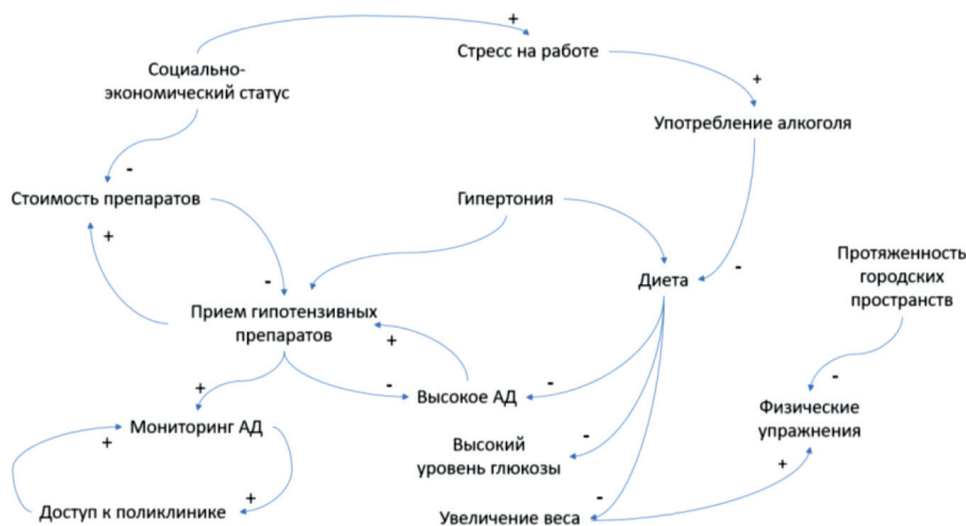 +
Стресс на работе
Социально-
экономический статус
+
Употребление алкоголя
-
Стоимость препаратов
Гипертония
+
Протяженность
городских
пространств
-
-
Диета
Прием гипотензивных
препаратов
+
-
+
-
-
Высокое АД
Физические
упражнения
Мониторинг АД
+
-
Высокий
уровень глюкозы
+
+
-
Доступ к поликлинике
Увеличение веса